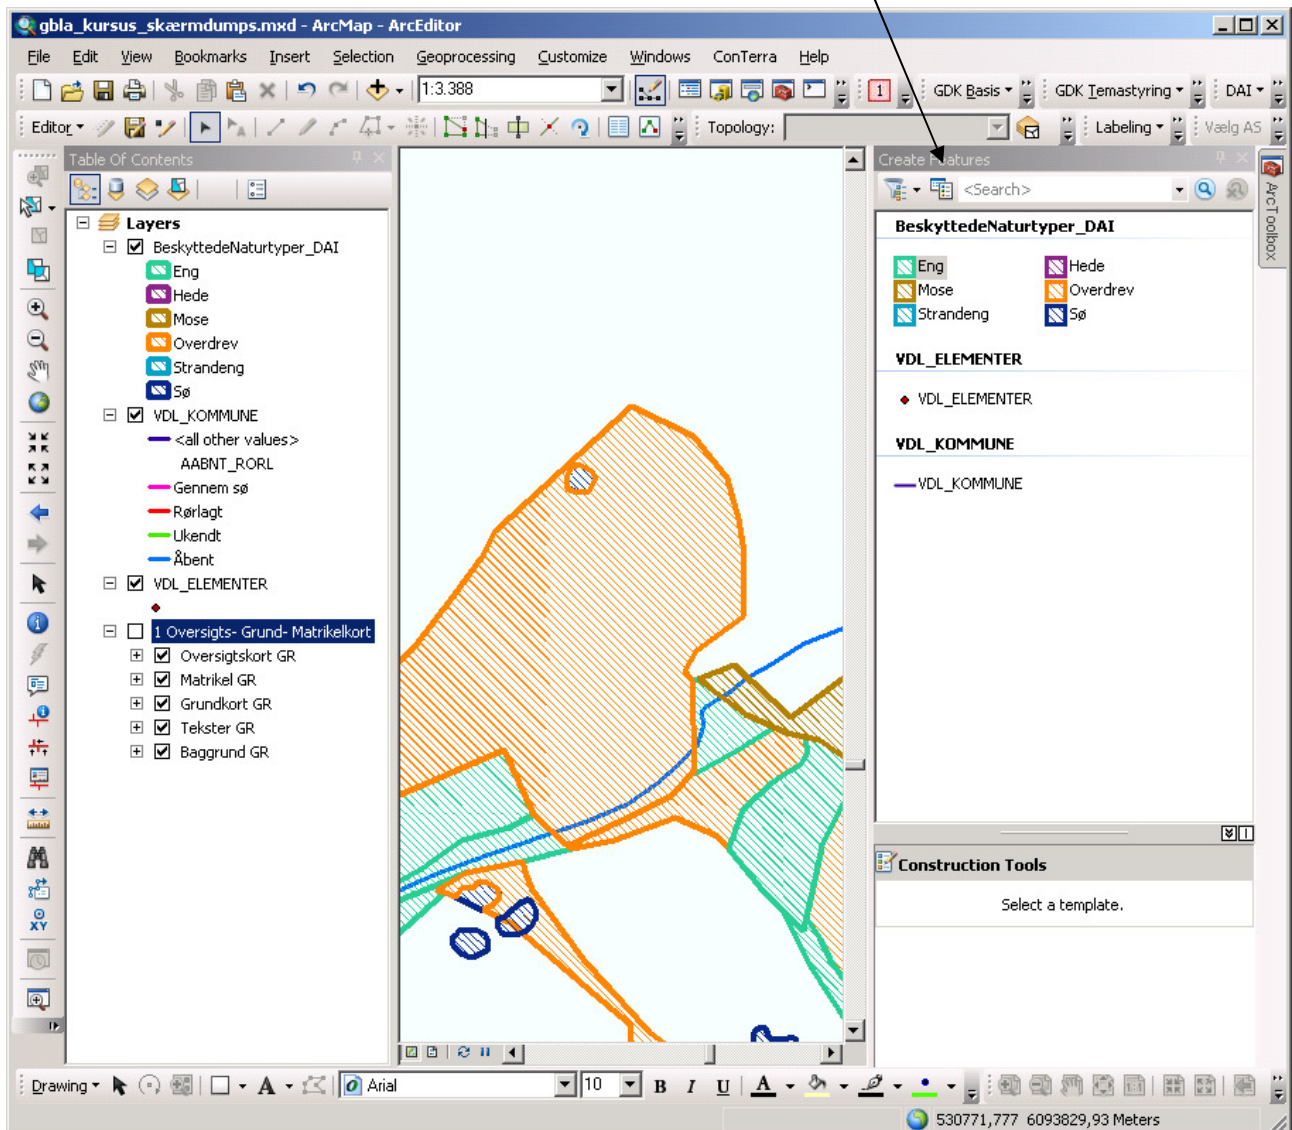 gbla_kursus_skærmdumps.mxd - ArcMap - ArcEditor
File Edit View Bookmarks Insert Selection Geoprocessing Customize Windows ConTerra Help
1:3.388 1 GDK Basis GDK Temastyring DAI
Editor Topology: Labeling Vælg AS
Table Of Contents
Layers
BeskyttedeNaturtyper_DAI
Eng
Hede
Mose
Overdrev
Strandeng
Sø
VDL_KOMMUNE
<all other values>
AABNT_RORL
Gennem sø
Rørlagt
Ukendt
Åbent
VDL_ELEMENTER
1 Oversigts- Grund- Matrikelkort
Oversigtskort GR
Matrikel GR
Grundkort GR
Tekster GR
Baggrund GR
XY
Create Features
<Search>
BeskyttedeNaturtyper_DAI
Eng Hede
Mose Overdrev
Strandeng Sø
VDL_ELEMENTER
VDL_ELEMENTER
VDL_KOMMUNE
VDL_KOMMUNE
Construction Tools
Select a template.
ArcToolbox
Drawing A Arial 10 B I U A 1:1
530771,777 6093829,93 Meters